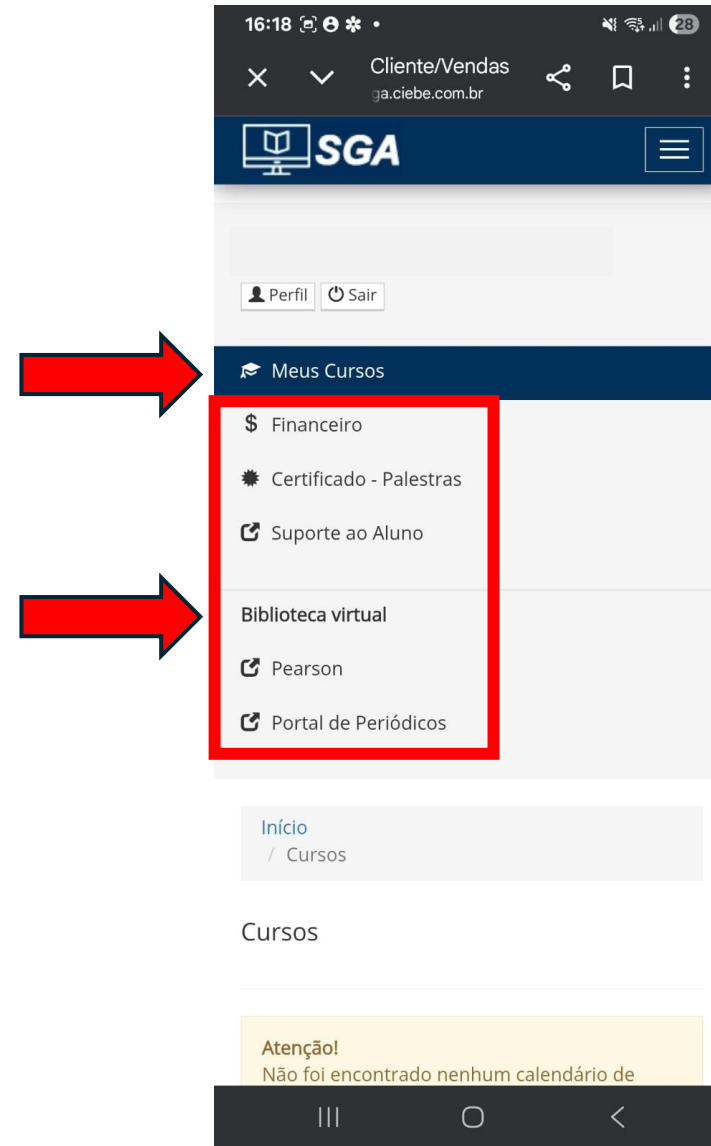 16:18
28
Cliente/Vendas
ga.ciebe.com.br
SGA
Perfil
Sair
Meus Cursos
$ Financeiro
Certificado - Palestras
Suporte ao Aluno
Biblioteca virtual
Pearson
Portal de Periódicos
Início
/ Cursos
Cursos
Atenção!
Não foi encontrado nenhum calendário de